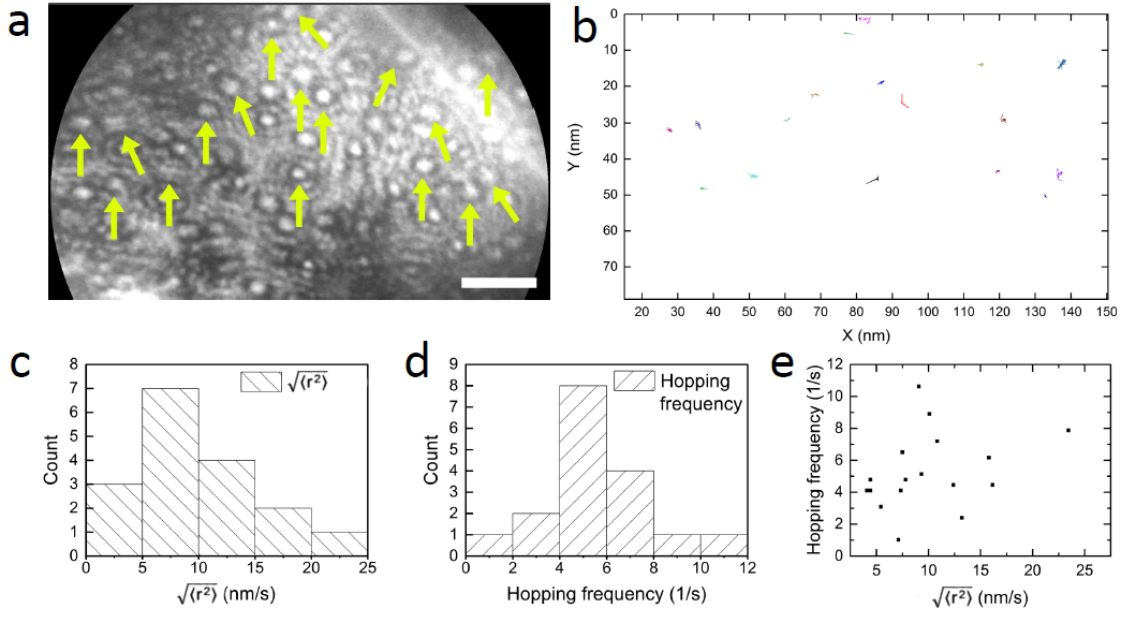 a
b
0
10
20
30
40
50
60
70
Y (nm)
20 30 40 50 60 70 80 90 100 110 120 130 140 150
X (nm)
c
8
7
6
5
4
3
2
1
0
Count
√⟨r²⟩
0 5 10 15 20 25
√⟨r²⟩ (nm/s)
d
9
8
7
6
5
4
3
2
1
0
Count
Hopping
frequency
0 2 4 6 8 10 12
Hopping frequency (1/s)
e
12
10
8
6
4
2
0
Hopping frequency (1/s)
5 10 15 20 25
√⟨r²⟩ (nm/s)